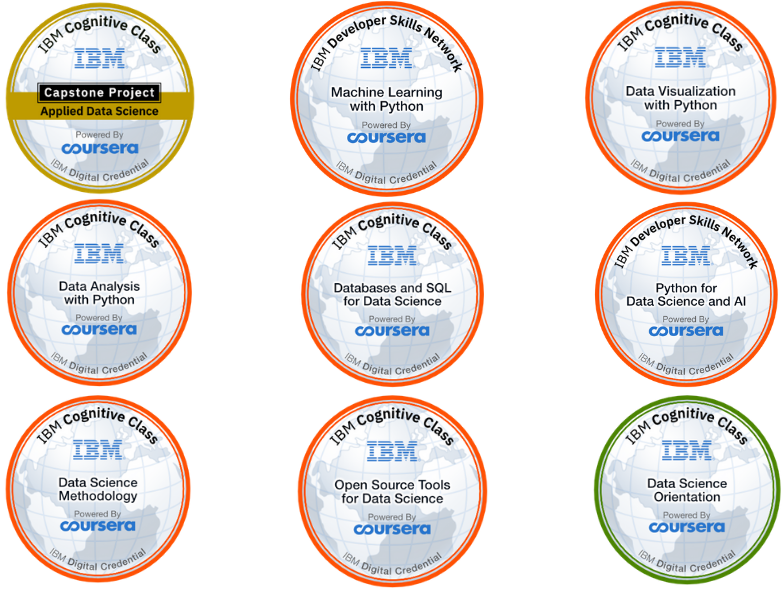 IBM Cognitive Class
IBM
Capstone Project
Applied Data Science
Powered By
coursera
IBM Digital Credential
IBM Developer Skills Network
IBM
Machine Learning
with Python
Powered By
coursera
IBM Digital Credential
IBM Cognitive Class
IBM
Data Visualization
with Python
Powered By
coursera
IBM Digital Credential
IBM Cognitive Class
IBM
Data Analysis
with Python
Powered By
coursera
IBM Digital Credential
IBM Cognitive Class
IBM
Databases and SQL
for Data Science
Powered By
coursera
IBM Digital Credential
IBM Developer Skills Network
IBM
Python for
Data Science and AI
Powered By
coursera
IBM Digital Credential
IBM Cognitive Class
IBM
Data Science
Methodology
Powered By
coursera
IBM Digital Credential
IBM Cognitive Class
IBM
Open Source Tools
for Data Science
Powered By
coursera
IBM Digital Credential
IBM Cognitive Class
IBM
Data Science
Orientation
Powered By
coursera
IBM Digital Credential